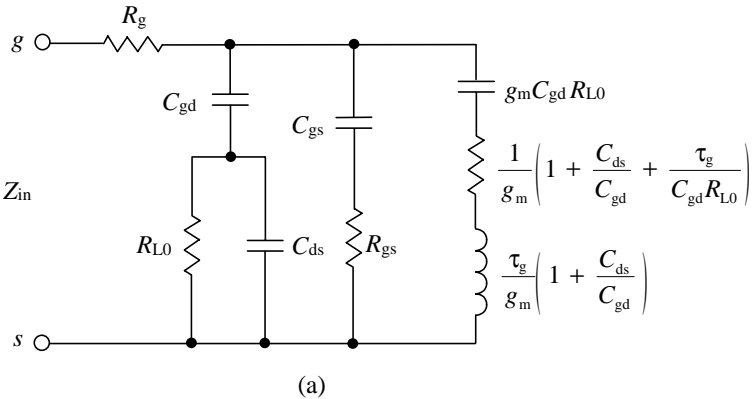 R_g
g
C_gd
C_gs
g_m C_gd R_L0
1/g_m (1 + C_ds/C_gd + τ_g/(C_gd R_L0))
Z_in
R_L0
C_ds
R_gs
τ_g/g_m (1 + C_ds/C_gd)
s
(a)